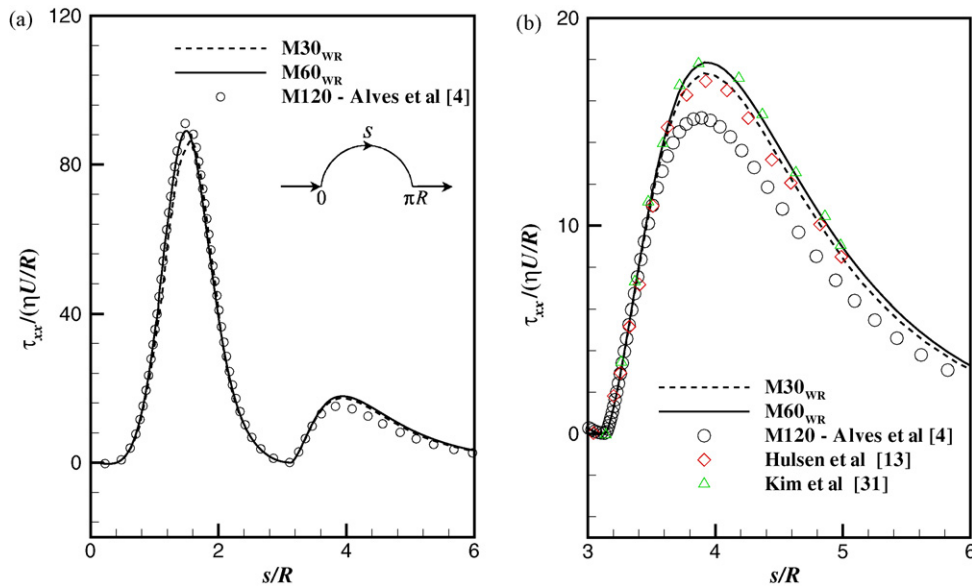 (a)
120
80
40
0
τxx/(ηU/R)
M30WR
M60WR
M120 - Alves et al [4]
s
0
πR
0
2
4
6
s/R
(b)
20
10
0
τxx/(ηU/R)
M30WR
M60WR
M120 - Alves et al [4]
Hulsen et al [13]
Kim et al [31]
3
4
5
6
s/R